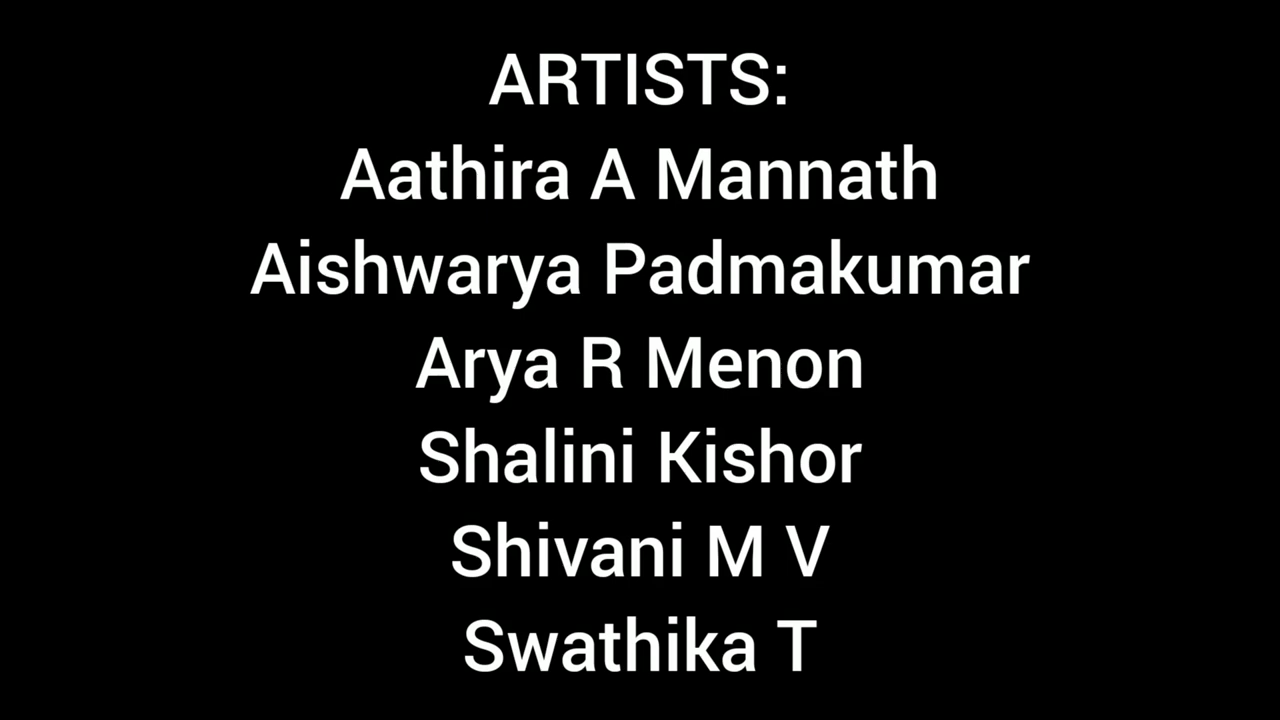 ARTISTS:
Aathira A Mannath
Aishwarya Padmakumar
Arya R Menon
Shalini Kishor
Shivani M V
Swathika T